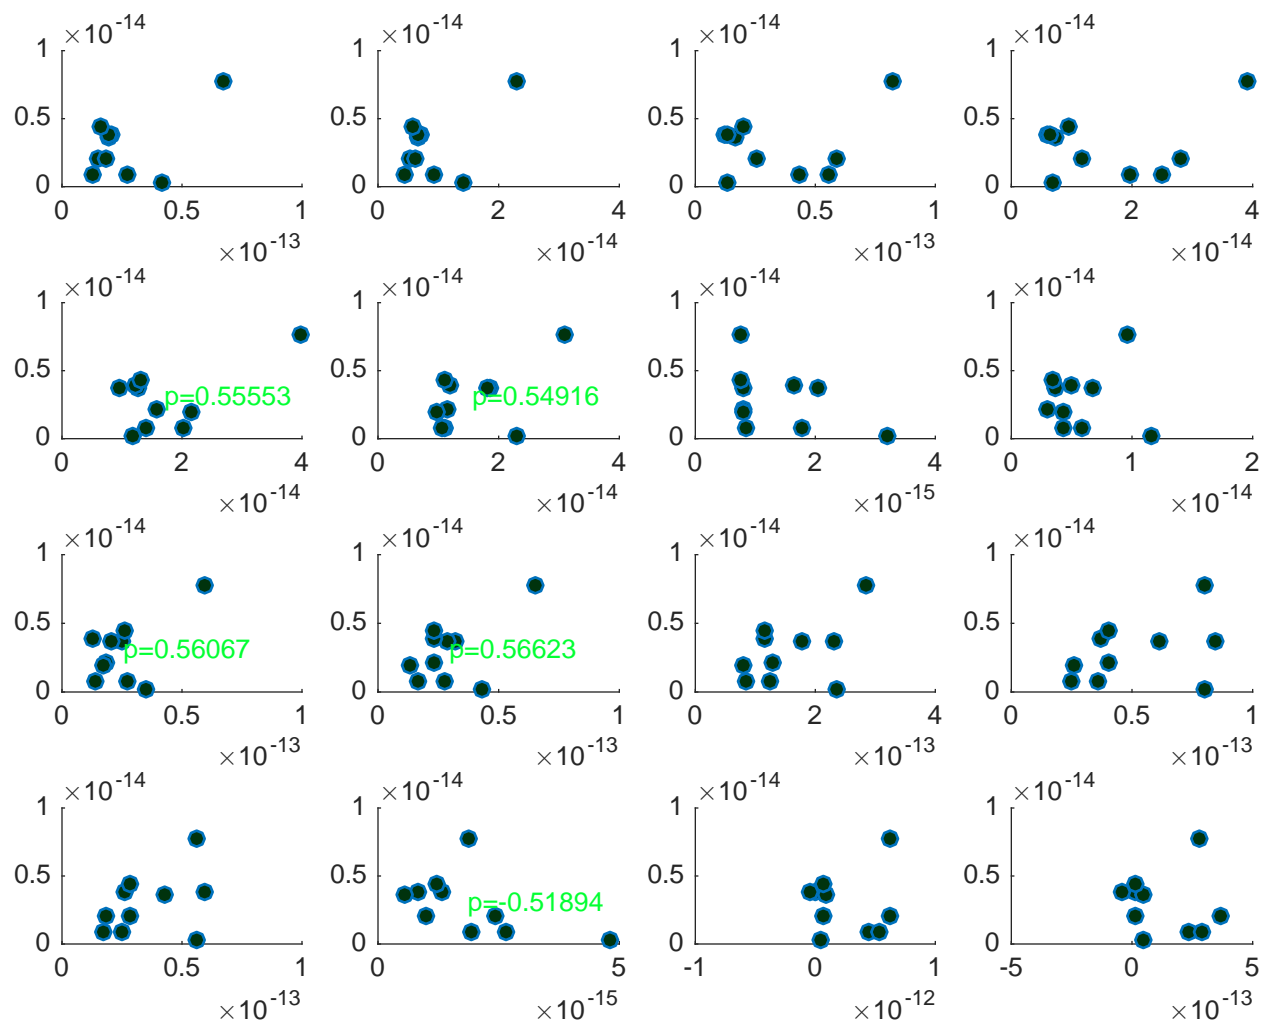 ×10-14 ×10-14 ×10-14 ×10-14
1 1 1 1
0.5 0.5 0.5 0.5
0 0 0 0
0 0.5 1 0 2 4 0 0.5 1 0 2 4
×10-13 ×10-14 ×10-13 ×10-14
×10-14 ×10-14 ×10-14 ×10-14
1 1 1 1
0.5 0.5 0.5 0.5
p=0.55553 p=0.54916
0 0 0 0
0 2 4 0 2 4 0 2 4 0 1 2
×10-14 ×10-14 ×10-15 ×10-14
×10-14 ×10-14 ×10-14 ×10-14
1 1 1 1
0.5 0.5 0.5 0.5
p=0.56067 p=0.56623
0 0 0 0
0 0.5 1 0 0.5 1 0 2 4 0 0.5 1
×10-13 ×10-13 ×10-13 ×10-13
×10-14 ×10-14 ×10-14 ×10-14
1 1 1 1
0.5 0.5 0.5 0.5
p=-0.51894
0 0 0 0
0 0.5 1 0 5 -1 0 1 -5 0 5
×10-13 ×10-15 ×10-12 ×10-13